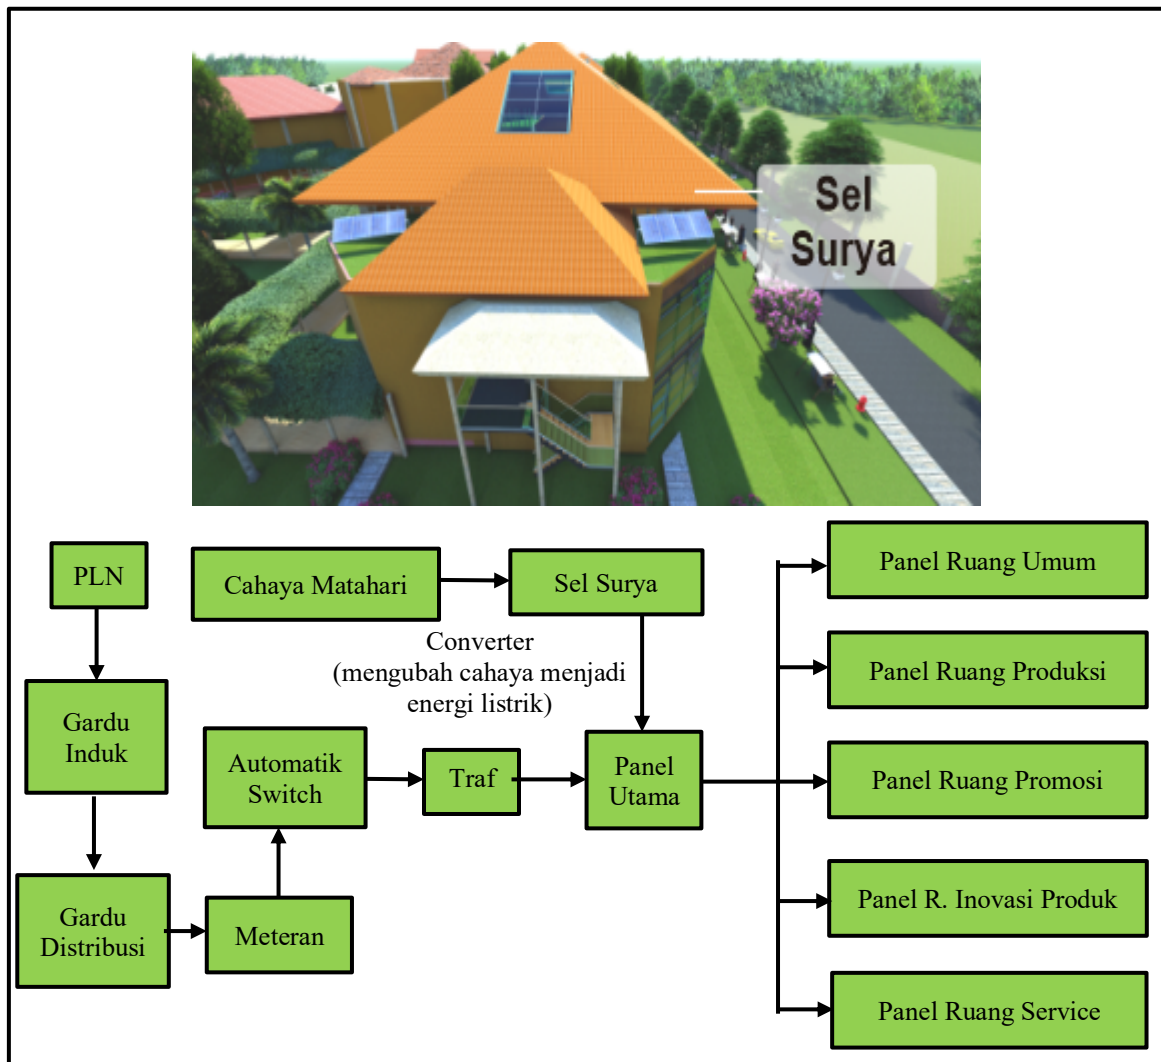 Sel
Surya
PLN
Cahaya Matahari
Sel Surya
Converter
(mengubah cahaya menjadi
energi listrik)
Gardu
Induk
Gardu
Distribusi
Meteran
Automatik
Switch
Traf
Panel
Utama
Panel Ruang Umum
Panel Ruang Produksi
Panel Ruang Promosi
Panel R. Inovasi Produk
Panel Ruang Service